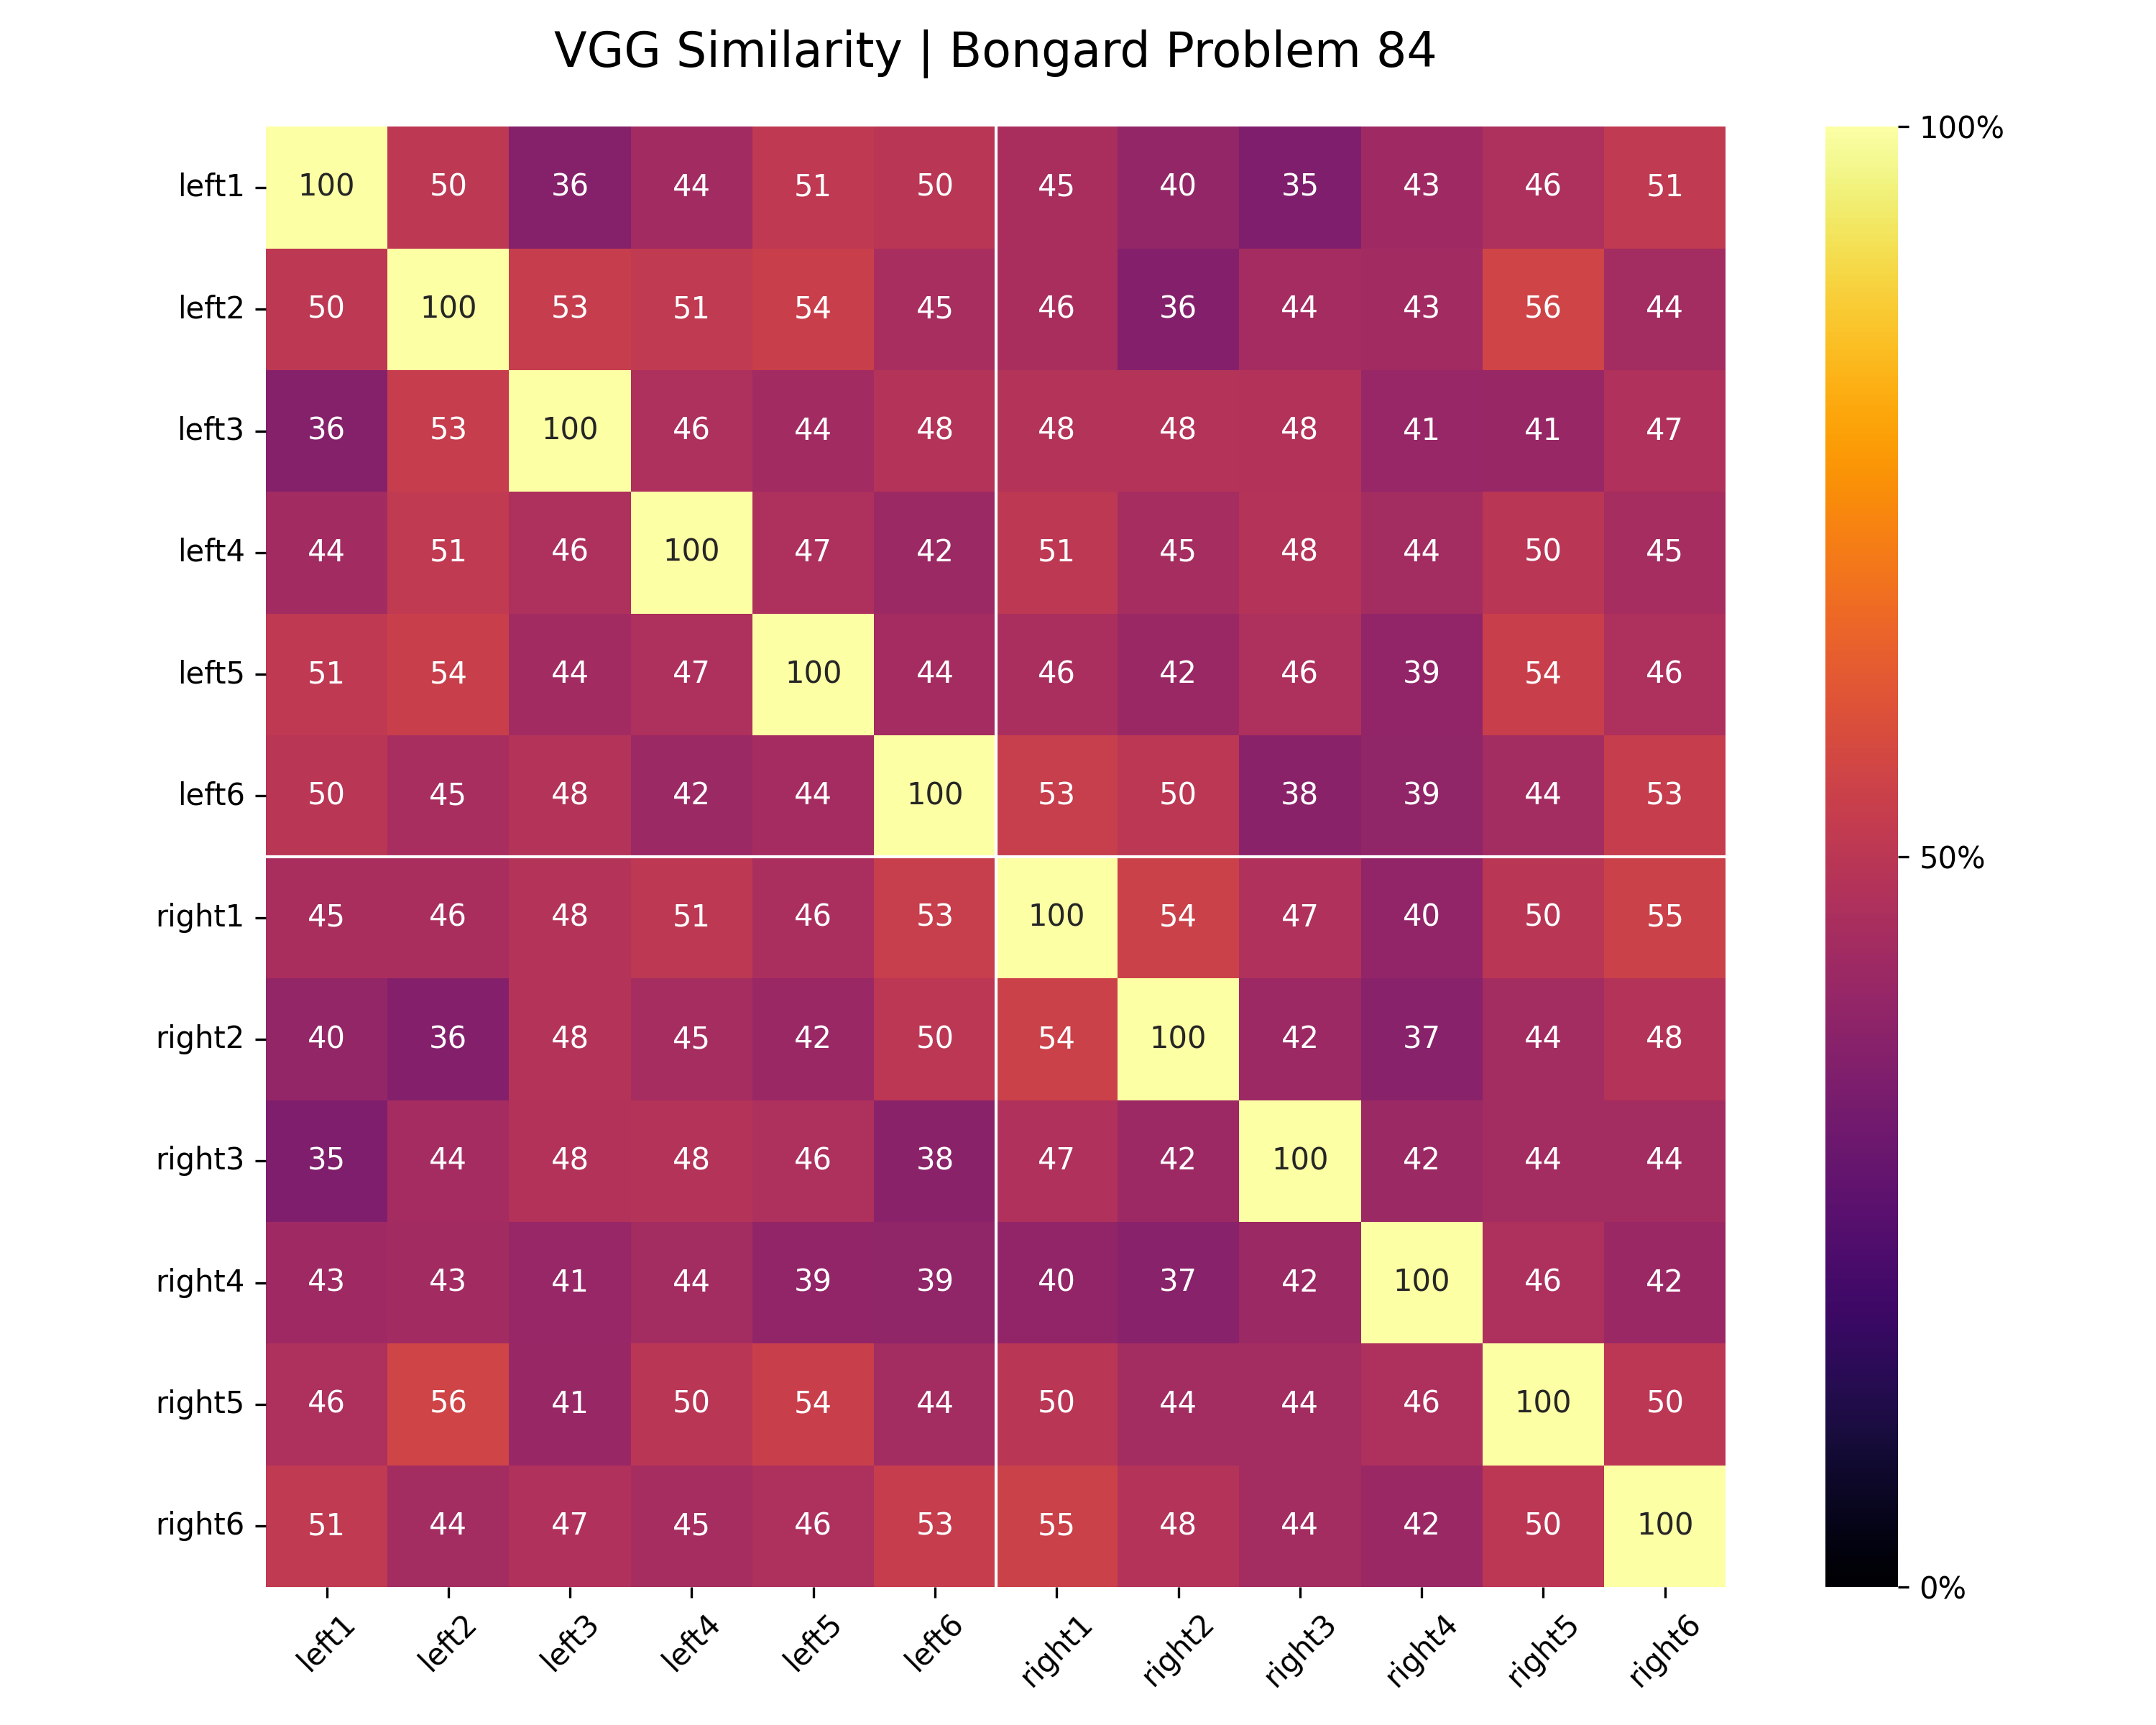 VGG Similarity | Bongard Problem 84
left1 100 50 36 44 51 50 45 40 35 43 46 51
left2 50 100 53 51 54 45 46 36 44 43 56 44
left3 36 53 100 46 44 48 48 48 48 41 41 47
left4 44 51 46 100 47 42 51 45 48 44 50 45
left5 51 54 44 47 100 44 46 42 46 39 54 46
left6 50 45 48 42 44 100 53 50 38 39 44 53
right1 45 46 48 51 46 53 100 54 47 40 50 55
right2 40 36 48 45 42 50 54 100 42 37 44 48
right3 35 44 48 48 46 38 47 42 100 42 44 44
right4 43 43 41 44 39 39 40 37 42 100 46 42
right5 46 56 41 50 54 44 50 44 44 46 100 50
right6 51 44 47 45 46 53 55 48 44 42 50 100
left1 left2 left3 left4 left5 left6 right1 right2 right3 right4 right5 right6
100%
50%
0%